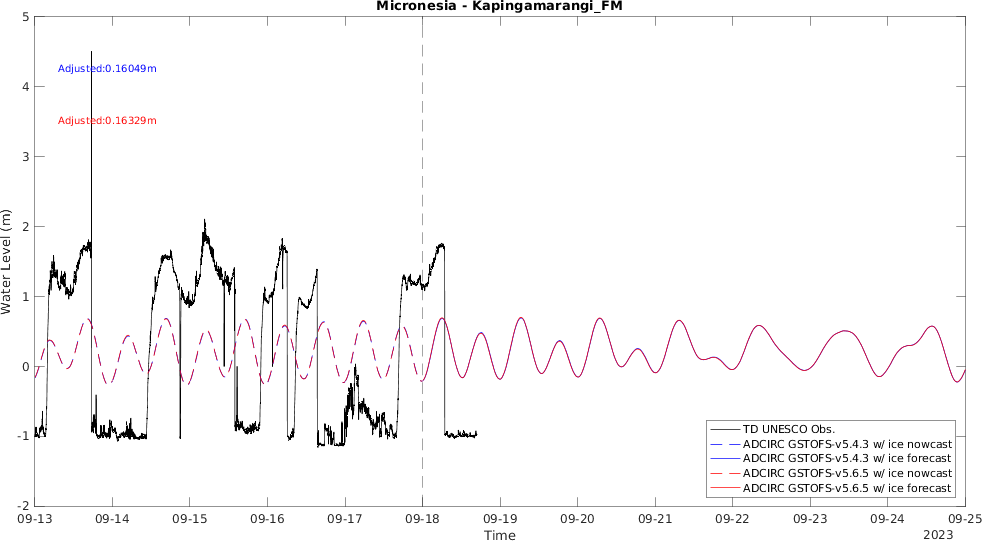 Micronesia - Kapingamarangi_FM
5
4
3
2
1
0
-1
-2
Water Level (m)
Adjusted:0.16049m
Adjusted:0.16329m
TD UNESCO Obs.
ADCIRC GSTOFS-v5.4.3 w/ ice nowcast
ADCIRC GSTOFS-v5.4.3 w/ ice forecast
ADCIRC GSTOFS-v5.6.5 w/ ice nowcast
ADCIRC GSTOFS-v5.6.5 w/ ice forecast
09-13 09-14 09-15 09-16 09-17 09-18 09-19 09-20 09-21 09-22 09-23 09-24 09-25
Time
2023